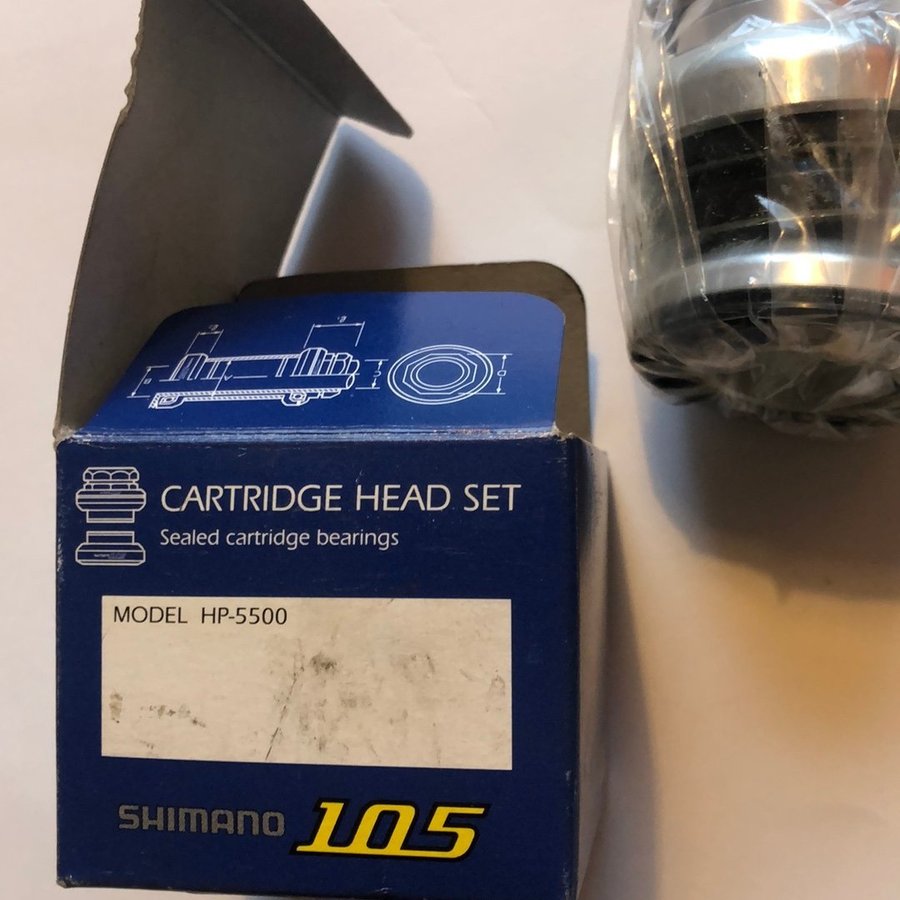 CARTRIDGE HEAD SET
Sealed cartridge bearings
MODEL HP-5500
SHIMANO 105